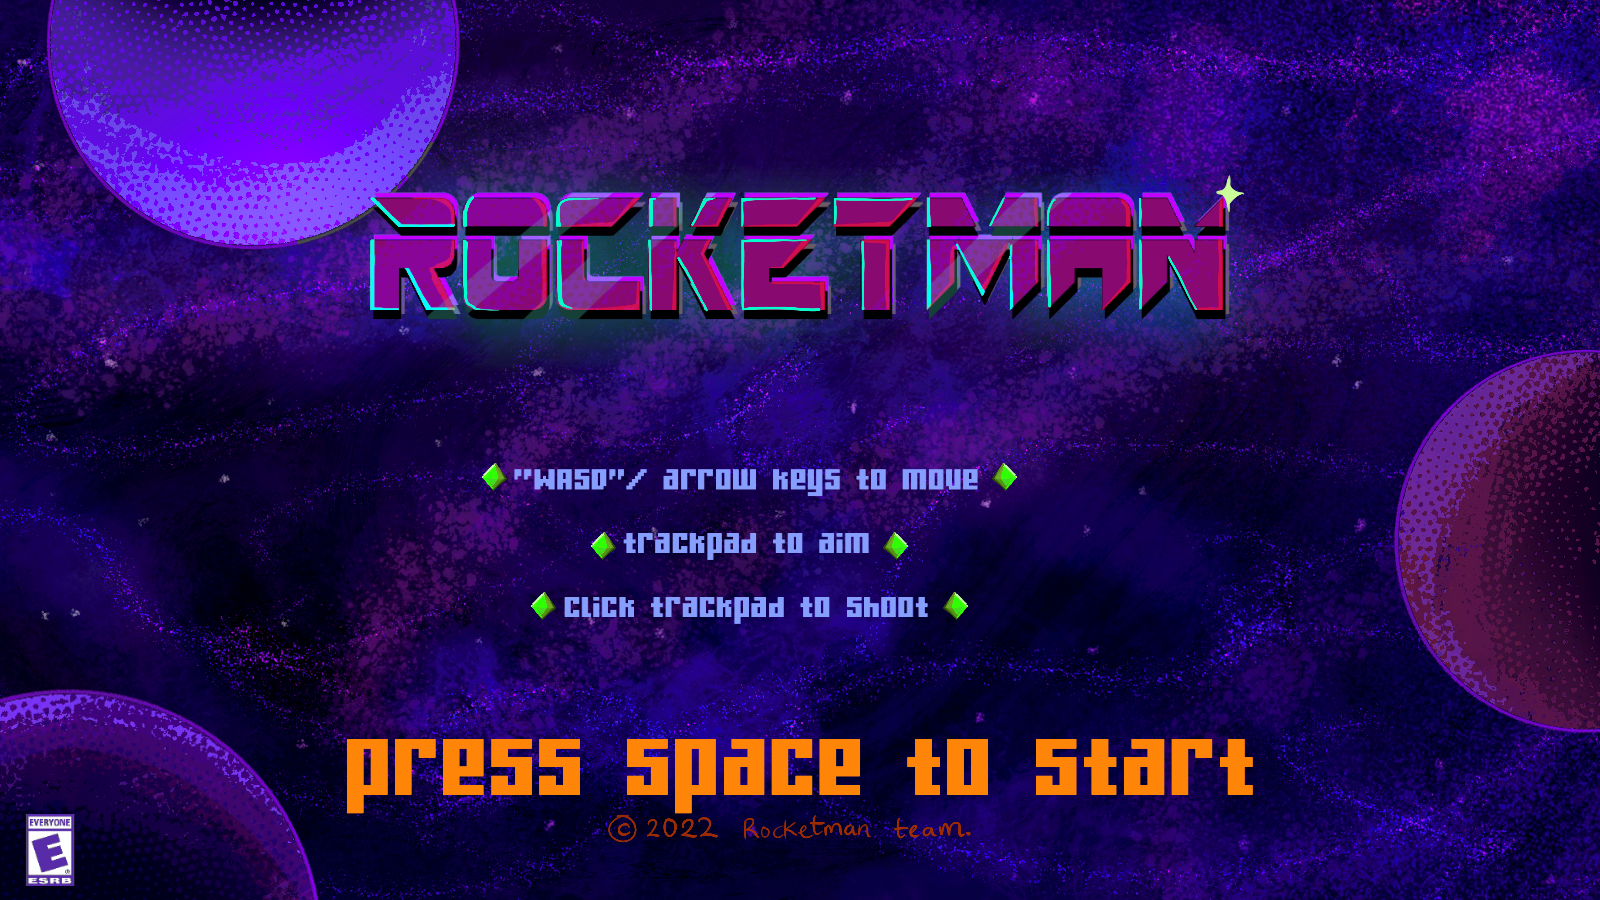 ROCKETMAN
"WASD"/ arrow keys to move
trackpad to aim
click trackpad to shoot
press space to start
© 2022 Rocketman team.
EVERYONE
E
®
ESRB